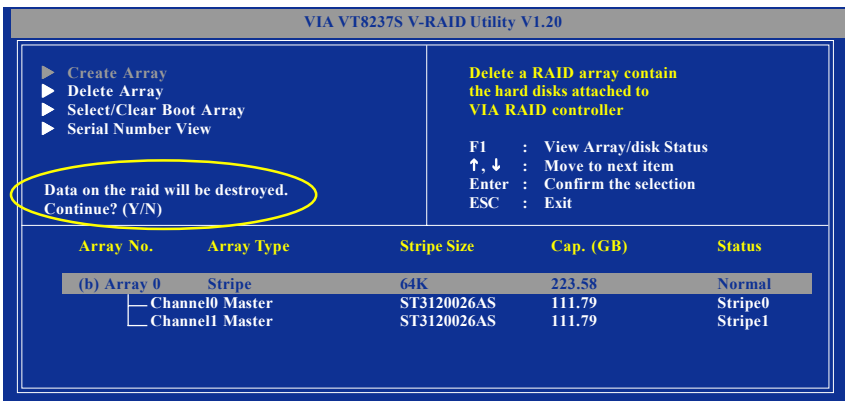 VIA VT8237S V-RAID Utility V1.20
Create Array
Delete Array
Select/Clear Boot Array
Serial Number View
Data on the raid will be destroyed.
Continue? (Y/N)
Delete a RAID array contain
the hard disks attached to
VIA RAID controller
F1 : View Array/disk Status
↑, ↓ : Move to next item
Enter : Confirm the selection
ESC : Exit
Array No. Array Type Stripe Size Cap. (GB) Status
(b) Array 0 Stripe 64K 223.58 Normal
Channel0 Master ST3120026AS 111.79 Stripe0
Channel1 Master ST3120026AS 111.79 Stripe1